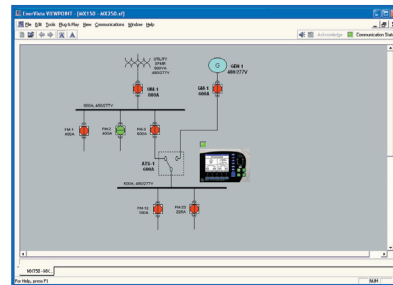 EnerVista VIEWPOINT - [MX150 - MX350.xf]
File Edit Tools Plug & Play View Communications Window Help
Acknowledge Communication Stat
UTILITY
XFMR
480/277V
G
GEN-1
480/277V
UM-1
800A
GM-1
600A
800A, 480/277V
FM-1
400A
FM-2
400A
FM-3
600A
ATS-1
600A
600A, 480/277V
FM-12
100A
FM-23
225A
MX150 - MX...
For Help, press F1
NUM